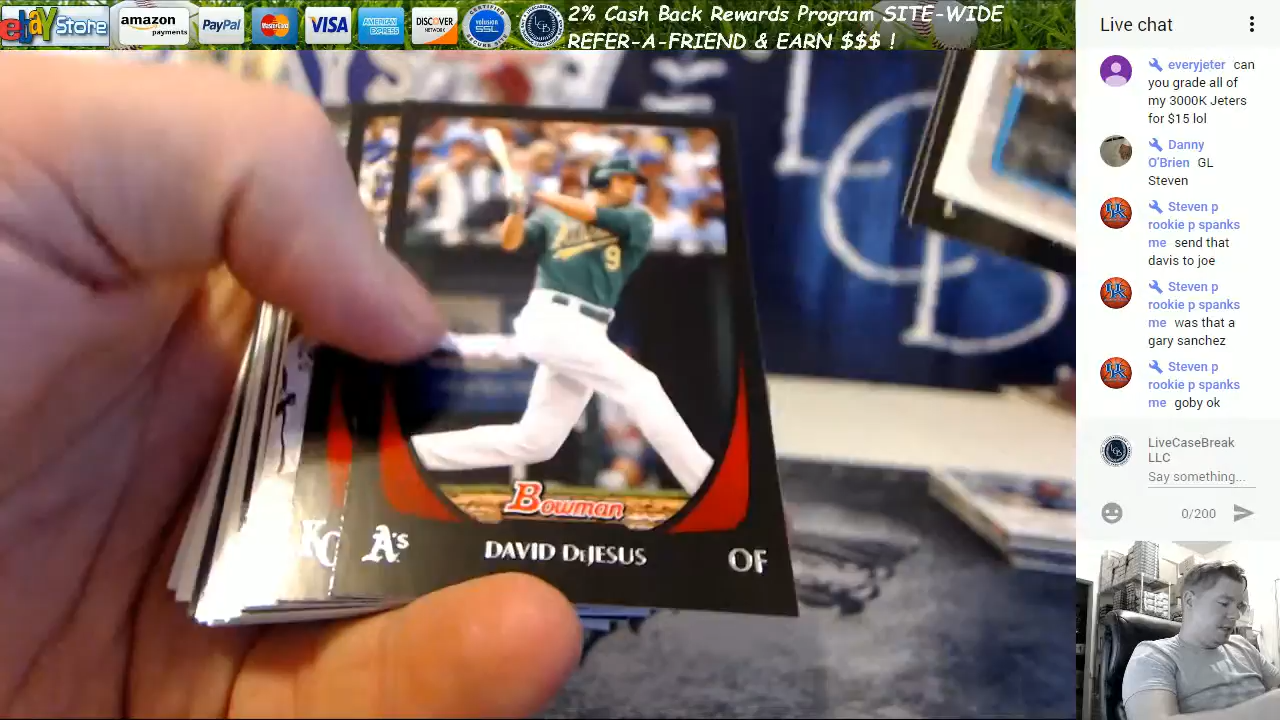 ebay Store
amazon
payments
PayPal
MasterCard
VISA
AMERICAN
EXPRESS
DISCOVER
NETWORK
2% Cash Back Rewards Program SITE-WIDE
REFER-A-FRIEND & EARN $$$ !
LCB
A's
9
Bowman
KC
A's
DAVID DeJESUS
OF
Live chat
everyjeter can
you grade all of
my 3000K Jeters
for $15 lol
Danny
O'Brien GL
Steven
Steven p
rookie p spanks
me send that
davis to joe
Steven p
rookie p spanks
me was that a
gary sanchez
Steven p
rookie p spanks
me goby ok
LiveCaseBreak
LLC
Say something...
0/200